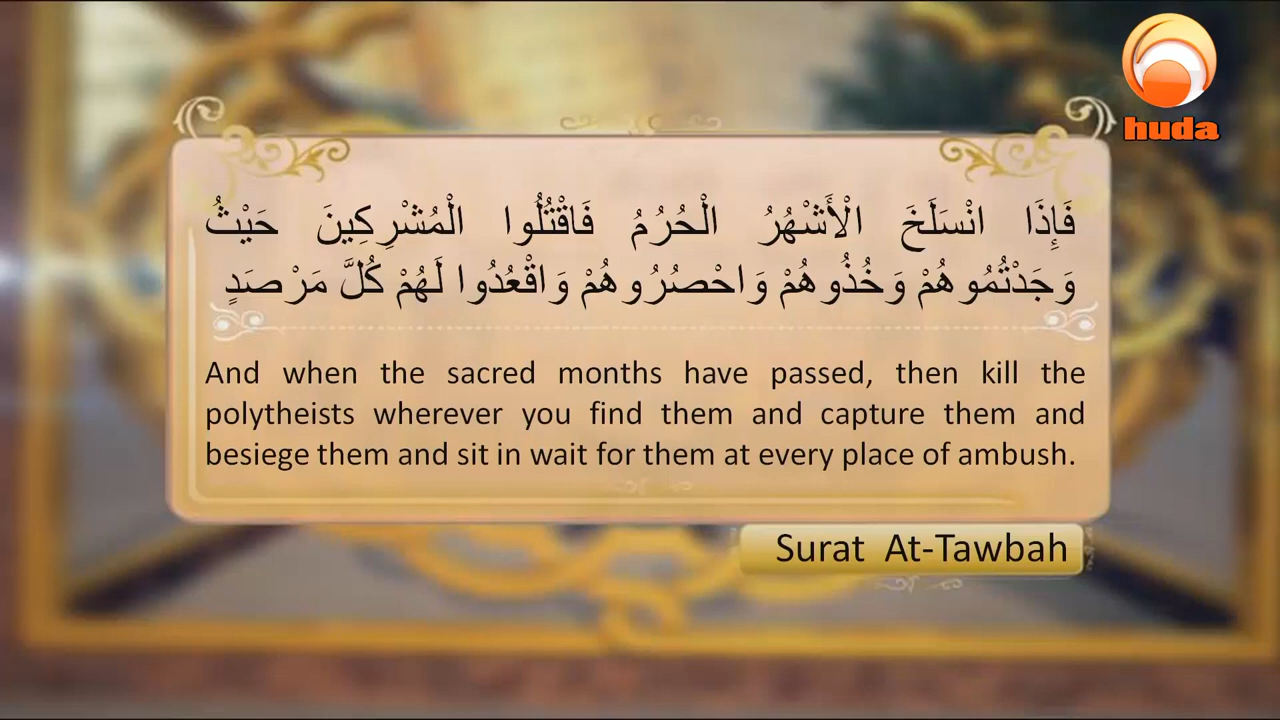 huda
فَإِذَا انْسَلَخَ الْأَشْهُرُ الْحُرُمُ فَاقْتُلُوا الْمُشْرِكِينَ حَيْثُ
وَجَدْتُمُوهُمْ وَخُذُوهُمْ وَاحْصُرُوهُمْ وَاقْعُدُوا لَهُمْ كُلَّ مَرْصَدٍ
And when the sacred months have passed, then kill the
polytheists wherever you find them and capture them and
besiege them and sit in wait for them at every place of ambush.
Surat At-Tawbah